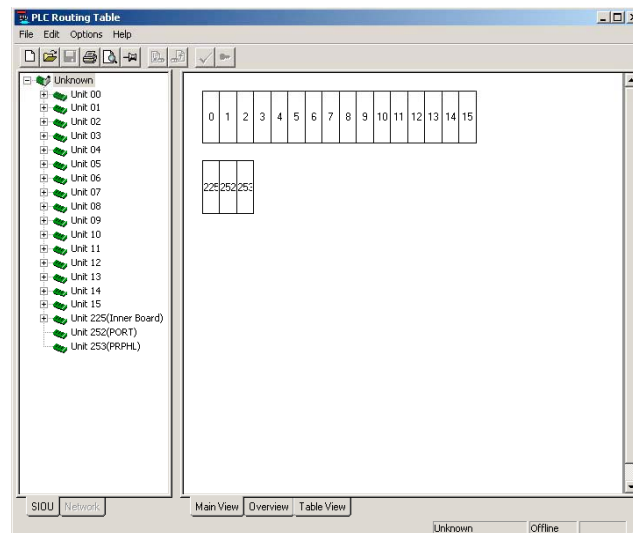 PLC Routing Table
File Edit Options Help
Unknown
Unit 00
Unit 01
Unit 02
Unit 03
Unit 04
Unit 05
Unit 06
Unit 07
Unit 08
Unit 09
Unit 10
Unit 11
Unit 12
Unit 13
Unit 14
Unit 15
Unit 225(Inner Board)
Unit 252(PORT)
Unit 253(PRPHL)
0 1 2 3 4 5 6 7 8 9 10 11 12 13 14 15
225 252 253
SIOU Network
Main View Overview Table View
Unknown Offline